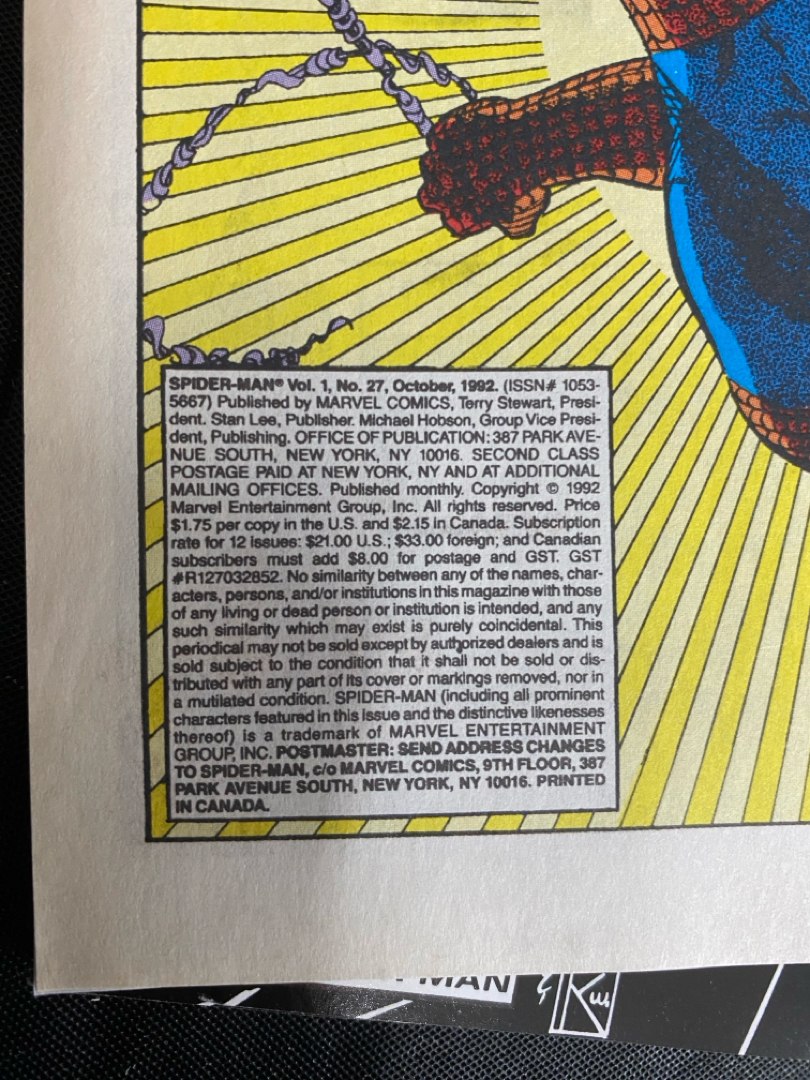 SPIDER-MAN® Vol. 1, No. 27, October, 1992. (ISSN# 1053-
5667) Published by MARVEL COMICS, Terry Stewart, Presi-
dent. Stan Lee, Publisher. Michael Hobson, Group Vice Presi-
dent, Publishing. OFFICE OF PUBLICATION: 387 PARK AVE-
NUE SOUTH, NEW YORK, NY 10016. SECOND CLASS
POSTAGE PAID AT NEW YORK, NY AND AT ADDITIONAL
MAILING OFFICES. Published monthly. Copyright © 1992
Marvel Entertainment Group, Inc. All rights reserved. Price
$1.75 per copy in the U.S. and $2.15 in Canada. Subscription
rate for 12 issues: $21.00 U.S.; $33.00 foreign; and Canadian
subscribers must add $8.00 for postage and GST. GST
#R127032852. No similarity between any of the names, char-
acters, persons, and/or institutions in this magazine with those
of any living or dead person or institution is intended, and any
such similarity which may exist is purely coincidental. This
periodical may not be sold except by authorized dealers and is
sold subject to the condition that it shall not be sold or dis-
tributed with any part of its cover or markings removed, nor in
a mutilated condition. SPIDER-MAN (including all prominent
characters featured in this issue and the distinctive likenesses
thereof) is a trademark of MARVEL ENTERTAINMENT
GROUP, INC. POSTMASTER: SEND ADDRESS CHANGES
TO SPIDER-MAN, c/o MARVEL COMICS, 9TH FLOOR, 387
PARK AVENUE SOUTH, NEW YORK, NY 10016. PRINTED
IN CANADA.
MAN